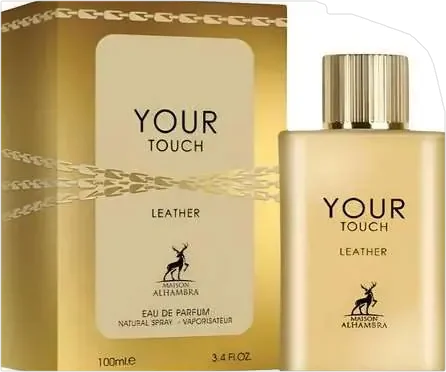 YOUR
TOUCH
LEATHER
MAISON
ALHAMBRA
EAU DE PARFUM
NATURAL SPRAY - VAPORISATEUR
100ml.e 3.4 FL.OZ.
YOUR
TOUCH
LEATHER
MAISON
ALHAMBRA